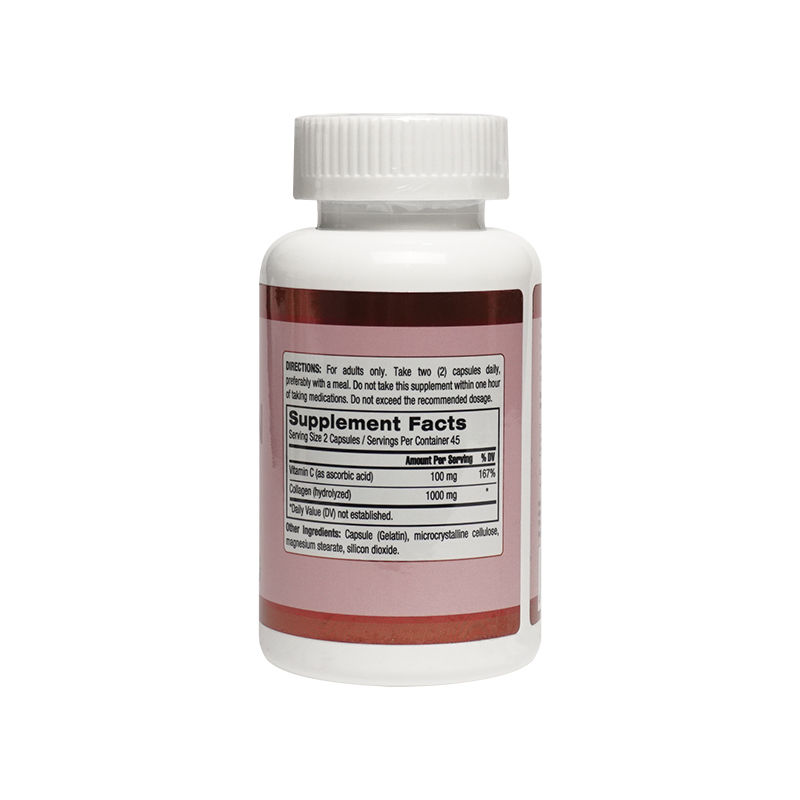 DIRECTIONS: For adults only. Take two (2) capsules daily,
preferably with a meal. Do not take this supplement within one hour
of taking medications. Do not exceed the recommended dosage.
Supplement Facts
Serving Size 2 Capsules / Servings Per Container 45
Amount Per Serving % DV
Vitamin C (as ascorbic acid) 100 mg 167%
Collagen (hydrolyzed) 1000 mg *
*Daily Value (DV) not established.
Other Ingredients: Capsule (Gelatin), microcrystalline cellulose,
magnesium stearate, silicon dioxide.